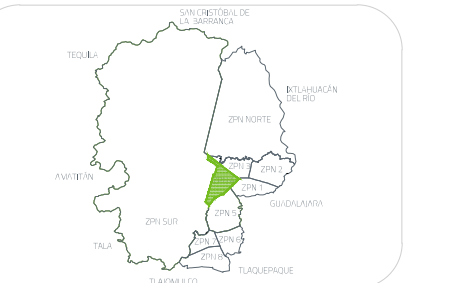 SAN CRISTÓBAL DE
LA BARRANCA
TEQUILA
IXTLAHUACÁN
DEL RÍO
ZPN NORTE
ZPN 3
ZPN 2
AMATITÁN
ZPN 1
GUADALAJARA
ZPN 5
ZPN SUR
ZPN 7
ZPN 6
TALA
ZPN 8
TLAQUEPAQUE
TLAJOMULCO